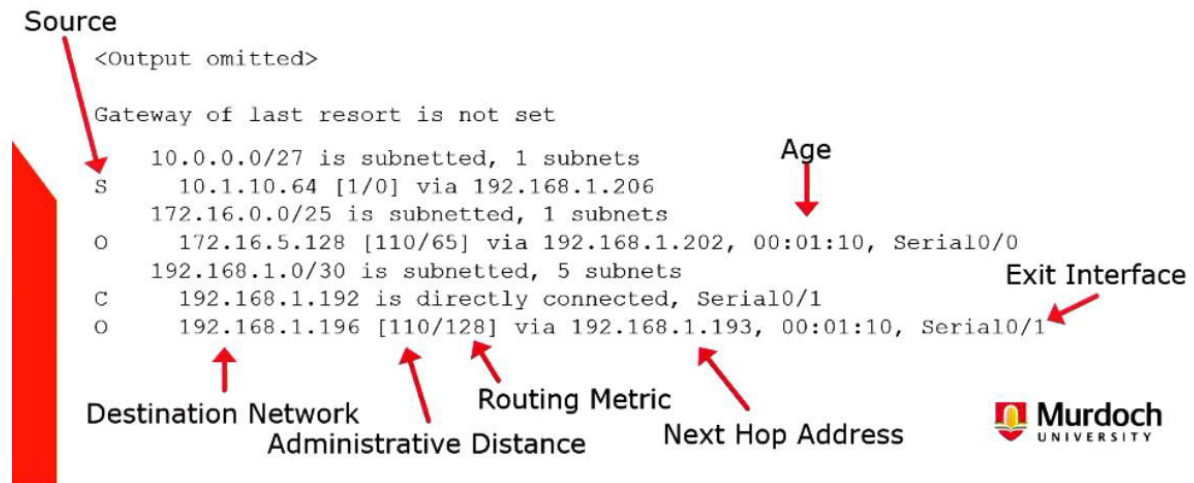 Source
<Output omitted>
Gateway of last resort is not set
Age
10.0.0.0/27 is subnetted, 1 subnets
S 10.1.10.64 [1/0] via 192.168.1.206
172.16.0.0/25 is subnetted, 1 subnets
O 172.16.5.128 [110/65] via 192.168.1.202, 00:01:10, Serial0/0
192.168.1.0/30 is subnetted, 5 subnets
Exit Interface
C 192.168.1.192 is directly connected, Serial0/1
O 192.168.1.196 [110/128] via 192.168.1.193, 00:01:10, Serial0/1
Destination Network
Routing Metric
Administrative Distance
Next Hop Address
Murdoch
UNIVERSITY